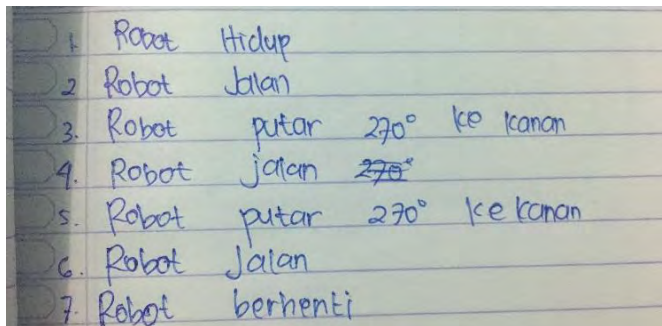 1. Robot Hidup
2 Robot Jalan
3. Robot putar 270° ke kanan
4. Robot jalan 270°
5. Robot putar 270° ke kanan
6. Robot Jalan
7. Robot berhenti